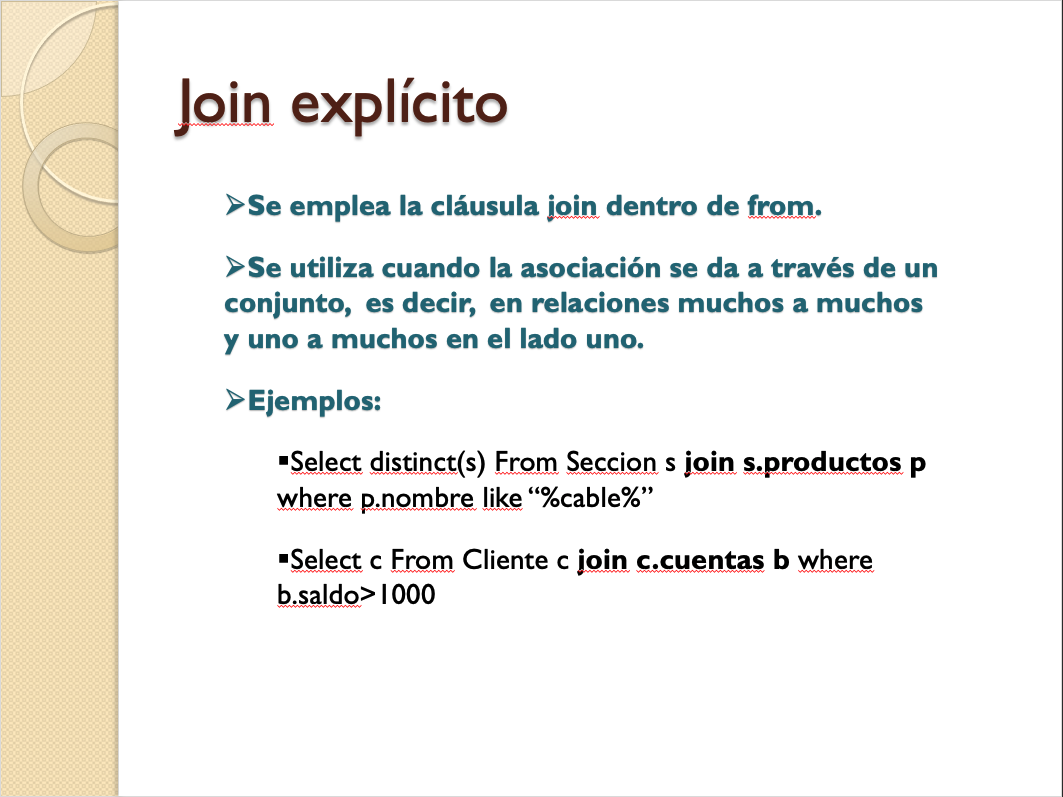 Join explícito
➢Se emplea la cláusula join dentro de from.
➢Se utiliza cuando la asociación se da a través de un
conjunto, es decir, en relaciones muchos a muchos
y uno a muchos en el lado uno.
➢Ejemplos:
▪Select distinct(s) From Seccion s join s.productos p
where p.nombre like “%cable%”
▪Select c From Cliente c join c.cuentas b where
b.saldo>1000